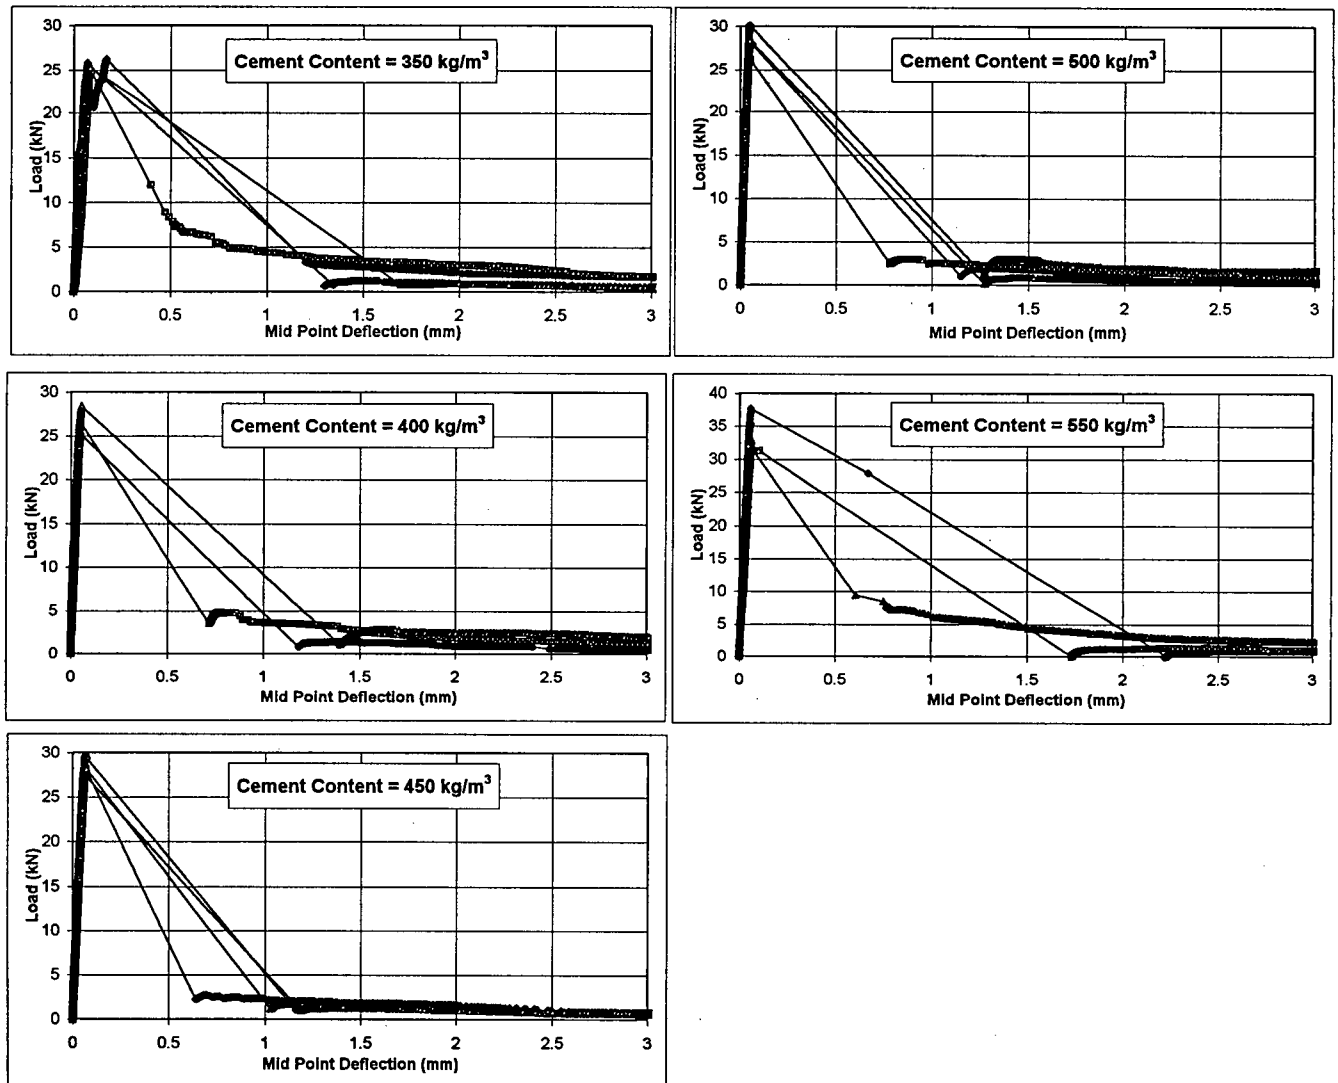 Cement Content = 350 kg/m³
Load (kN)
30
25
20
15
10
5
0
0 0.5 1 1.5 2 2.5 3
Mid Point Deflection (mm)
Cement Content = 500 kg/m³
Load (kN)
30
25
20
15
10
5
0
0 0.5 1 1.5 2 2.5 3
Mid Point Deflection (mm)
Cement Content = 400 kg/m³
Load (kN)
30
25
20
15
10
5
0
0 0.5 1 1.5 2 2.5 3
Mid Point Deflection (mm)
Cement Content = 550 kg/m³
Load (kN)
40
35
30
25
20
15
10
5
0
0 0.5 1 1.5 2 2.5 3
Mid Point Deflection (mm)
Cement Content = 450 kg/m³
Load (kN)
30
25
20
15
10
5
0
0 0.5 1 1.5 2 2.5 3
Mid Point Deflection (mm)